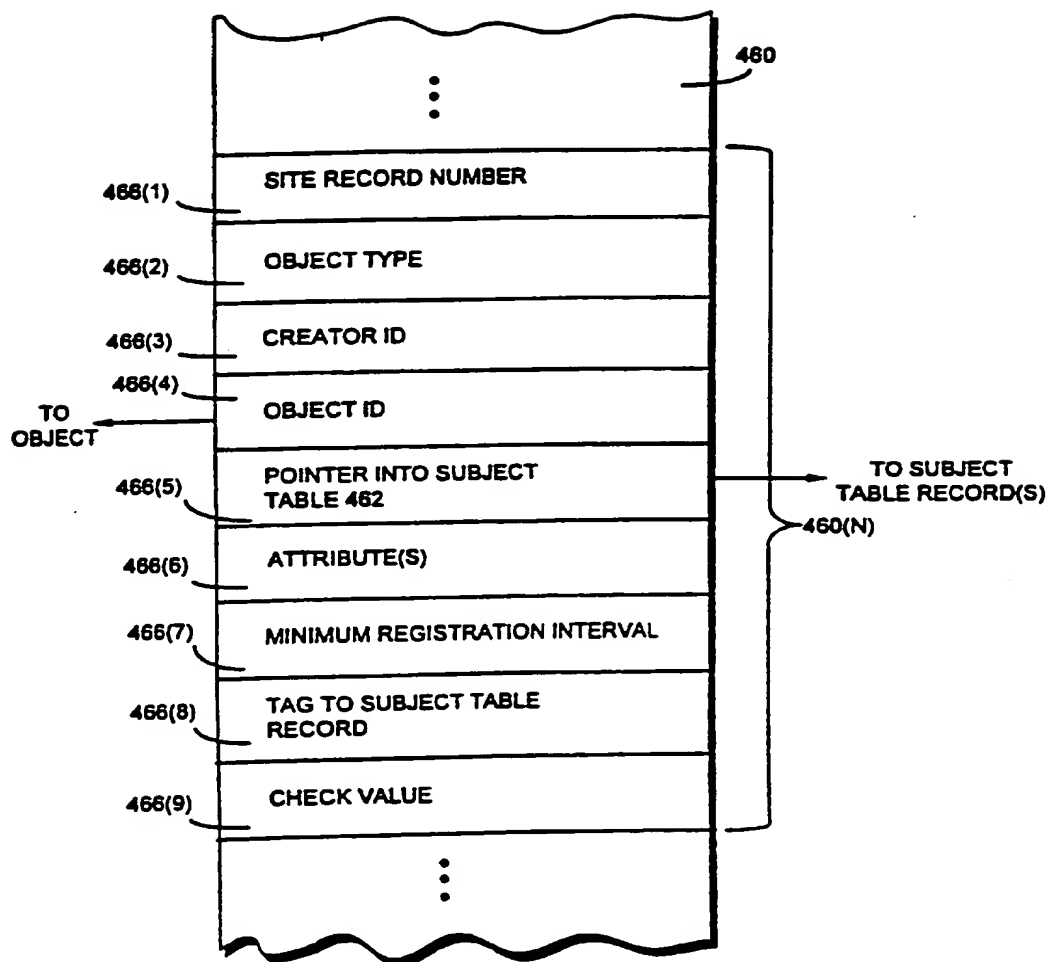 460
466(1)
SITE RECORD NUMBER
466(2)
OBJECT TYPE
466(3)
CREATOR ID
466(4)
OBJECT ID
TO
OBJECT
466(5)
POINTER INTO SUBJECT
TABLE 462
TO SUBJECT
TABLE RECORD(S)
460(N)
466(6)
ATTRIBUTE(S)
466(7)
MINIMUM REGISTRATION INTERVAL
466(8)
TAG TO SUBJECT TABLE
RECORD
466(9)
CHECK VALUE